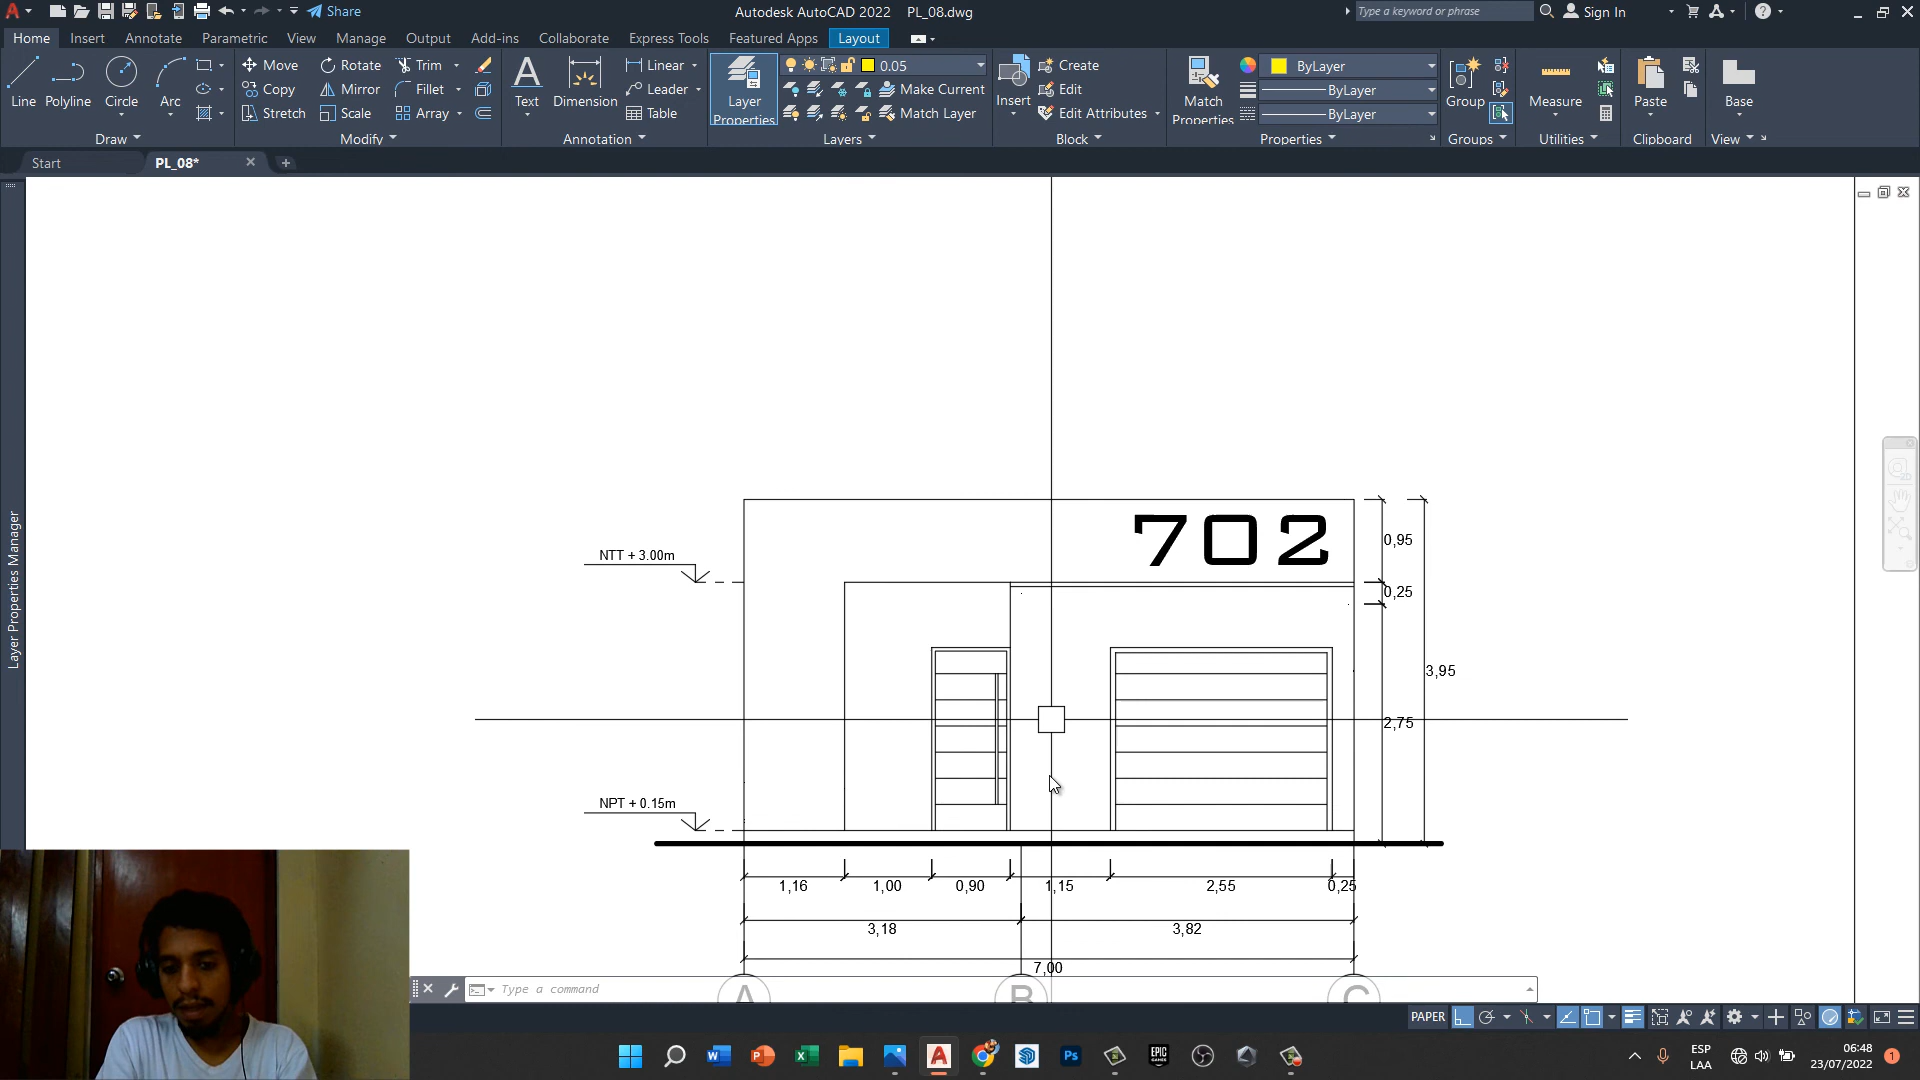 Share
Autodesk AutoCAD 2022 PL_08.dwg
Type a keyword or phrase
Sign In
Home Insert Annotate Parametric View Manage Output Add-ins Collaborate Express Tools Featured Apps Layout
Line Polyline Circle Arc
Move Rotate Trim
Copy Mirror Fillet
Stretch Scale Array
Text Dimension
Linear
Leader
Table
Layer Properties
0.05
Make Current
Match Layer
Insert
Create
Edit
Edit Attributes
Match Properties
ByLayer
ByLayer
ByLayer
Group
Measure
Paste
Base
Draw Modify Annotation Layers Block Properties Groups Utilities Clipboard View
Start PL_08*
Layer Properties Manager
702
NTT + 3.00m
0,95
0,25
3,95
2,75
NPT + 0.15m
1,16 1,00 0,90 1,15 2,55 0,25
3,18 3,82
7,00
A B C
Type a command
PAPER
2D
ESP
LAA
06:48
23/07/2022
1